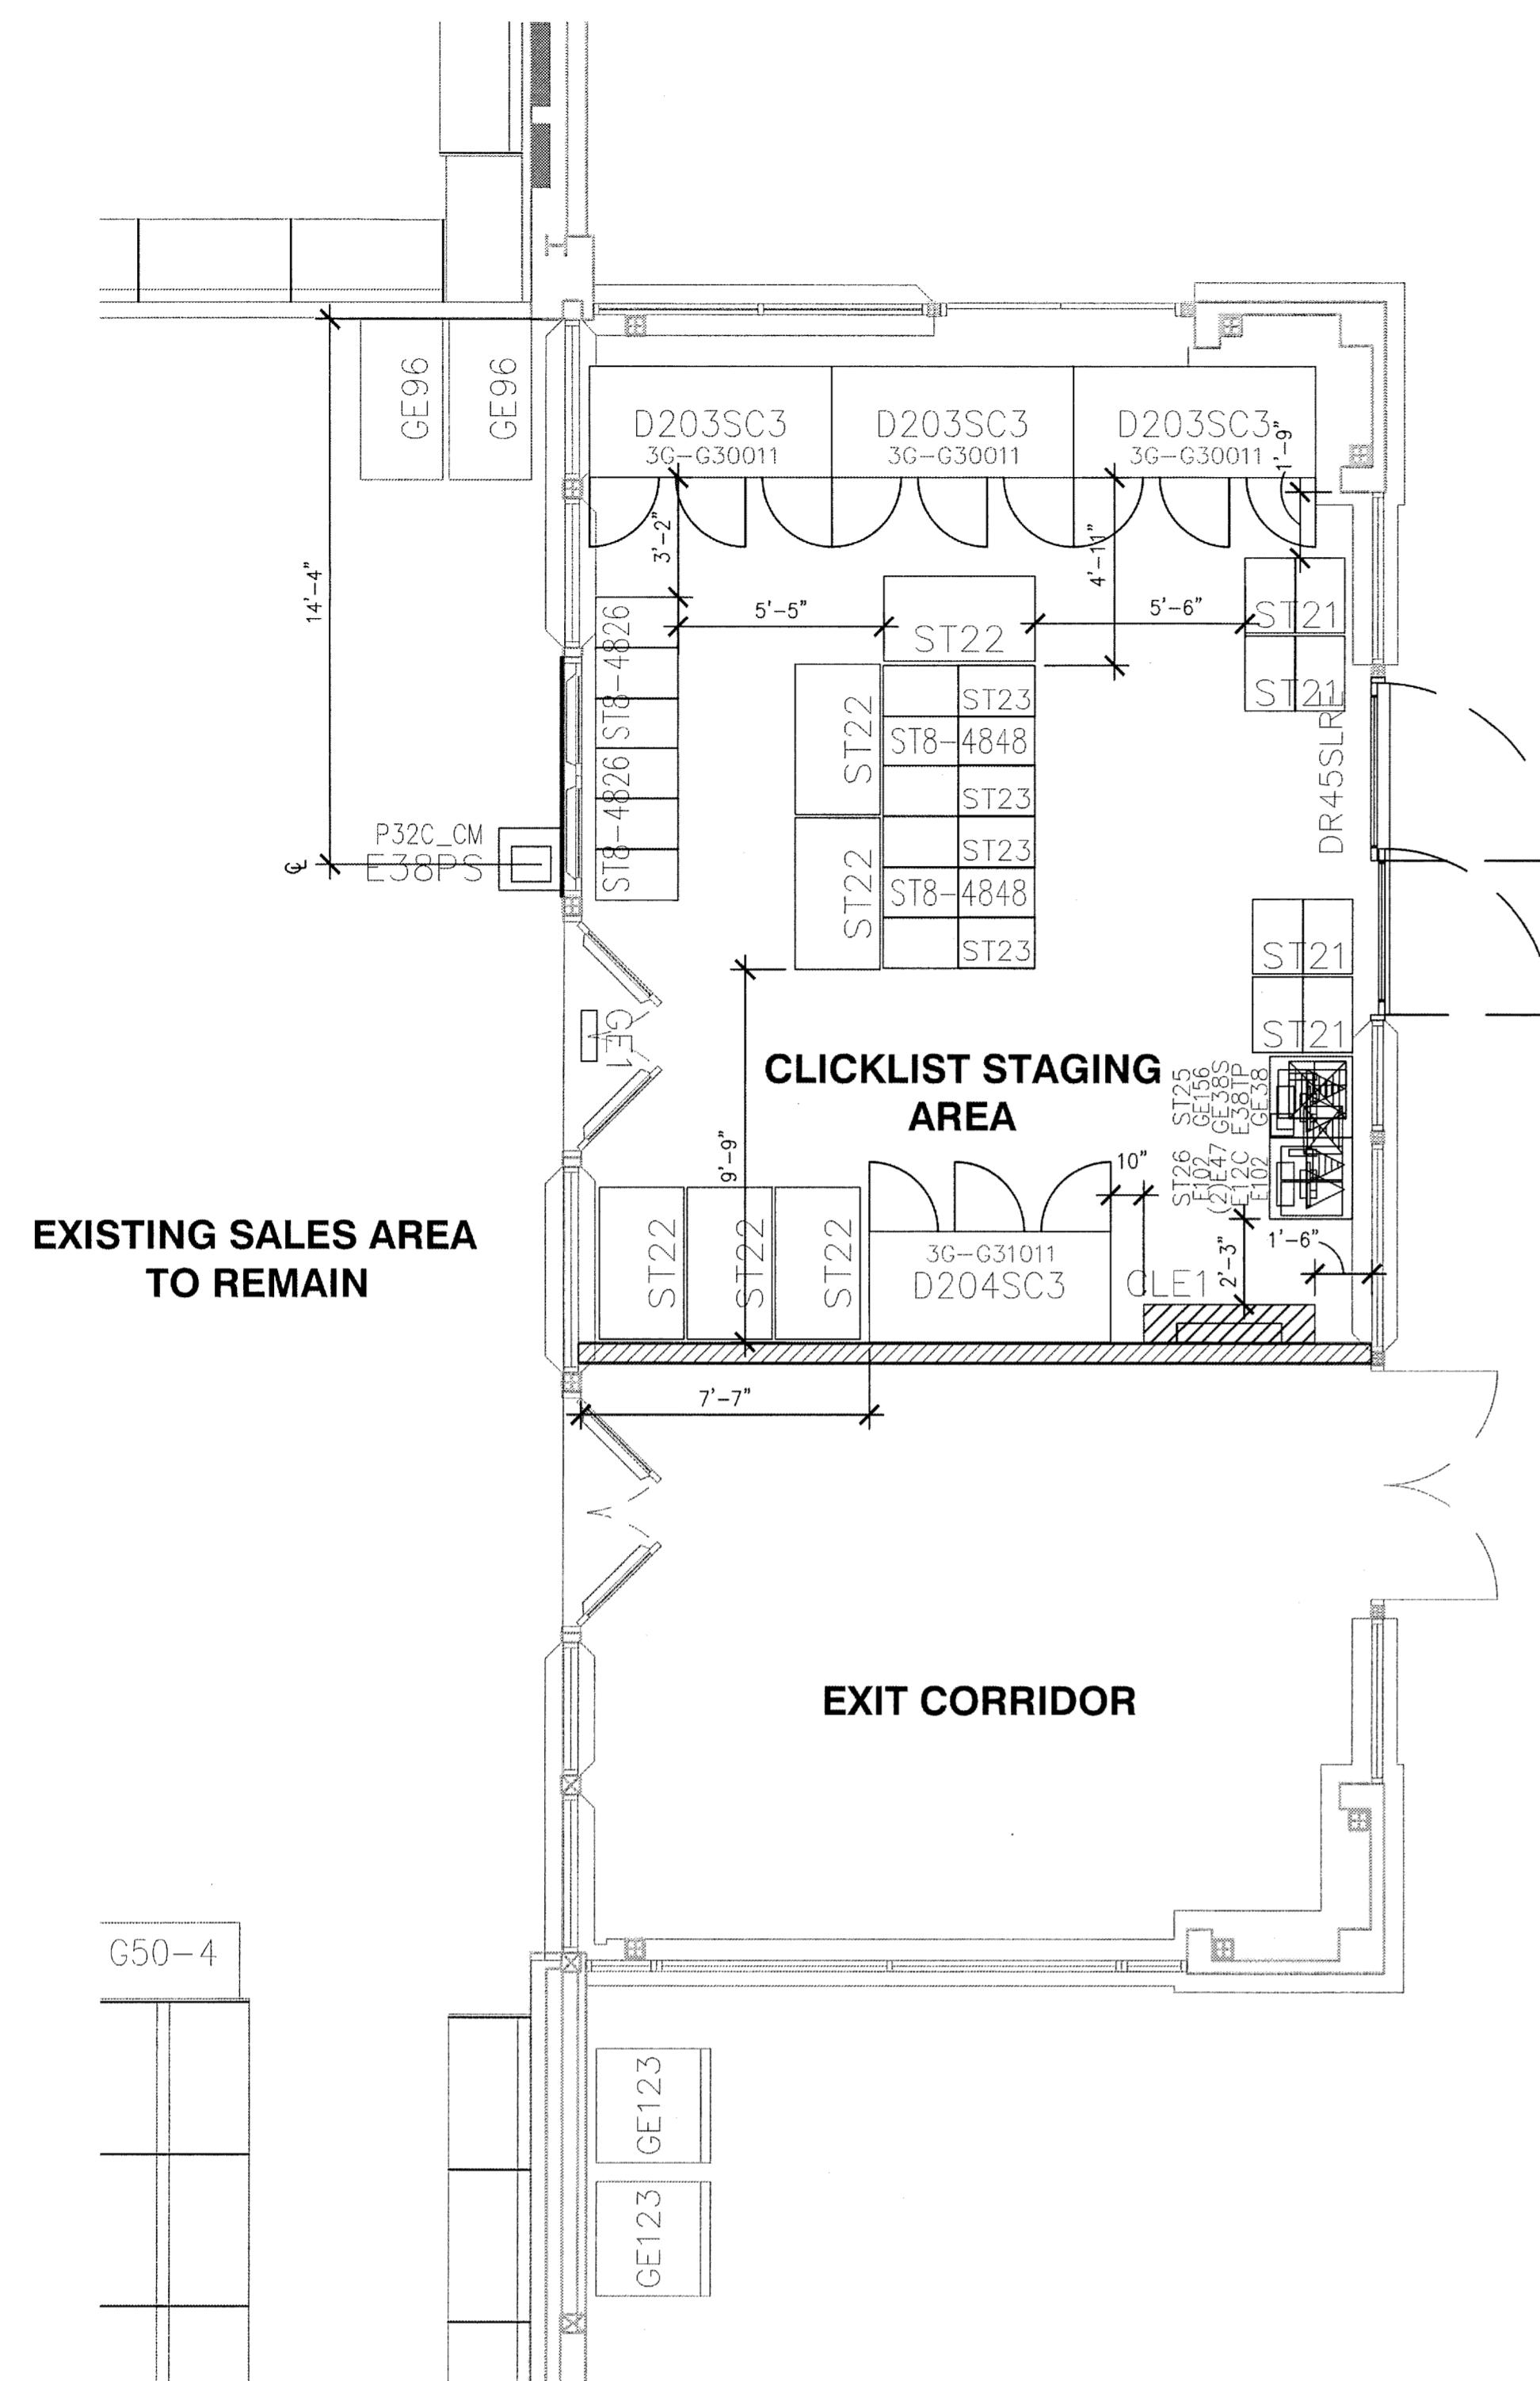 GE96
GE96
D203SC3
3G-G30011
D203SC3
3G-G30011
D203SC3
3G-G30011
1'-9"
3'-2"
4'-11"
14'-4"
5'-5"
5'-6"
ST22
ST21
ST21
ST8-4826
ST8-4826
ST22
ST22
ST23
ST8-4848
ST23
ST23
ST8-4848
ST23
DR45SLRE
P32C_CM
E38PS
CL
ST21
ST21
GE1
CLICKLIST STAGING
AREA
ST25
GE156
GE38S
E38TP
GE38
ST26
E102
(2)E47
E12C
E102
9'-9"
10"
EXISTING SALES AREA
TO REMAIN
ST22
ST22
ST22
3G-G31011
D204SC3
CLE1
2'-3"
1'-6"
7'-7"
EXIT CORRIDOR
G50-4
GE123
GE123